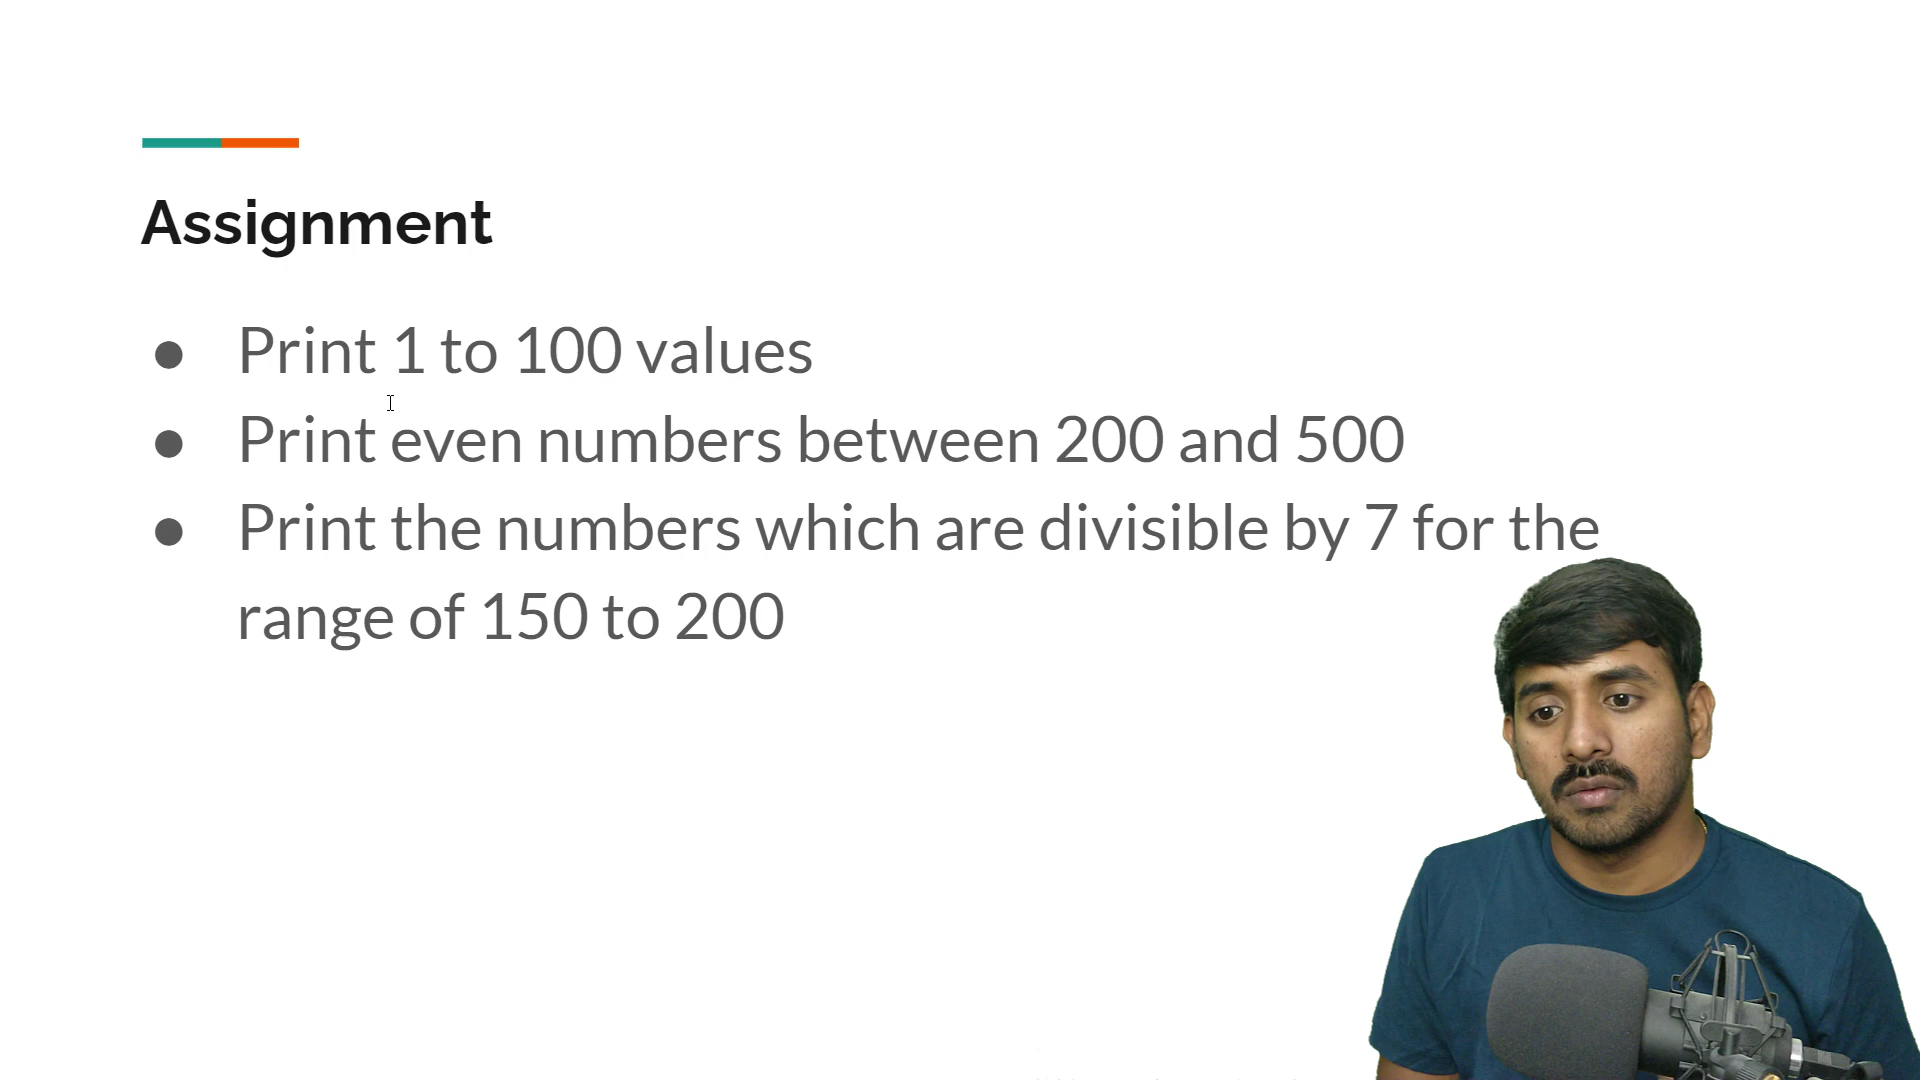 Assignment
● Print 1 to 100 values
● Print even numbers between 200 and 500
● Print the numbers which are divisible by 7 for the
range of 150 to 200